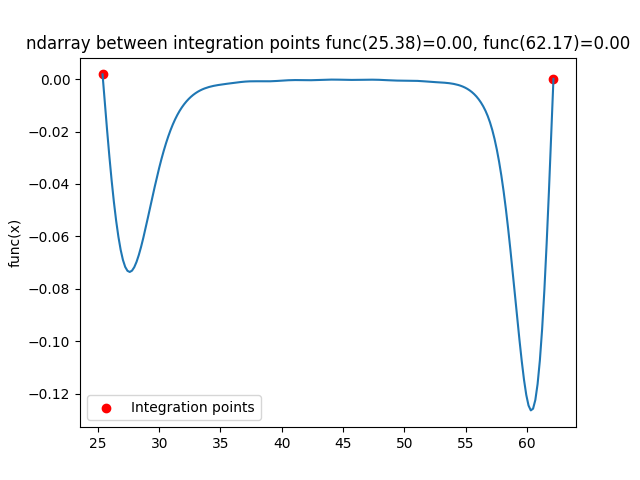 ndarray between integration points func(25.38)=0.00, func(62.17)=0.00
0.00
−0.02
−0.04
−0.06
−0.08
−0.10
−0.12
func(x)
Integration points
25 30 35 40 45 50 55 60